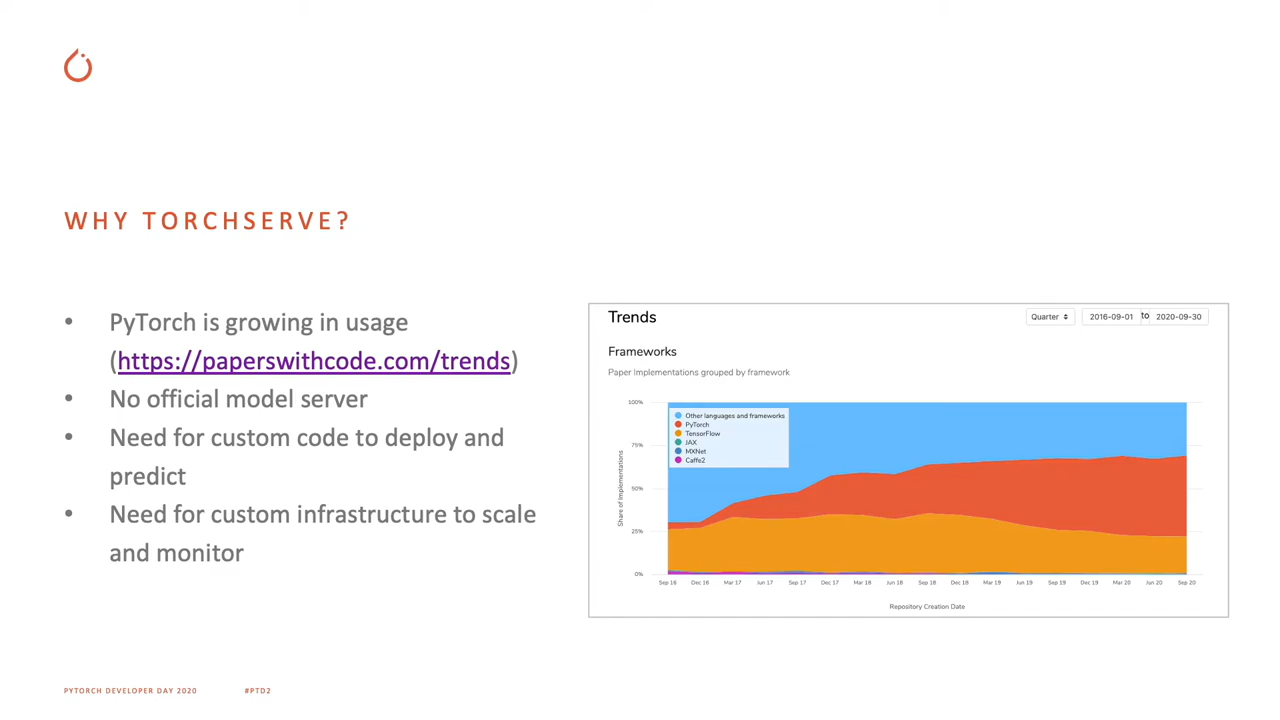 WHY TORCHSERVE?
• PyTorch is growing in usage
(https://paperswithcode.com/trends)
• No official model server
• Need for custom code to deploy and
predict
• Need for custom infrastructure to scale
and monitor
Trends
Quarter 2016-09-01 to 2020-09-30
Frameworks
Paper Implementations grouped by framework
100%
75%
50%
25%
0%
Share of Implementations
Other languages and frameworks
PyTorch
TensorFlow
JAX
MXNet
Caffe2
Sep 16 Dec 16 Mar 17 Jun 17 Sep 17 Dec 17 Mar 18 Jun 18 Sep 18 Dec 18 Mar 19 Jun 19 Sep 19 Dec 19 Mar 20 Jun 20 Sep 20
Repository Creation Date
PYTORCH DEVELOPER DAY 2020 #PTD2